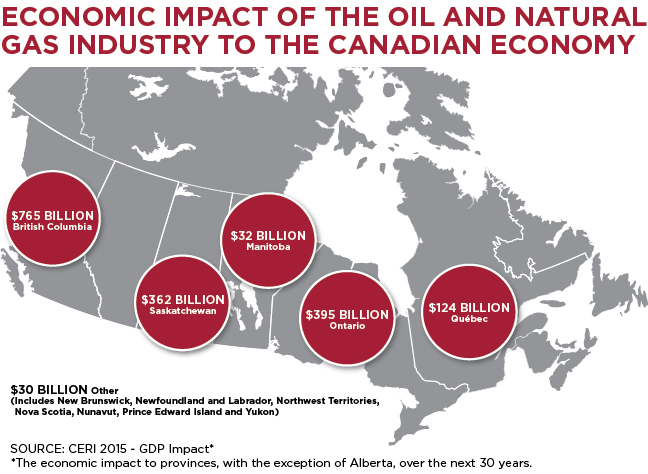 ECONOMIC IMPACT OF THE OIL AND NATURAL
GAS INDUSTRY TO THE CANADIAN ECONOMY
$765 BILLION
British Columbia
$32 BILLION
Manitoba
$362 BILLION
Saskatchewan
$395 BILLION
Ontario
$124 BILLION
Québec
$30 BILLION Other
(Includes New Brunswick, Newfoundland and Labrador, Northwest Territories,
Nova Scotia, Nunavut, Prince Edward Island and Yukon)
SOURCE: CERI 2015 - GDP Impact*
*The economic impact to provinces, with the exception of Alberta, over the next 30 years.